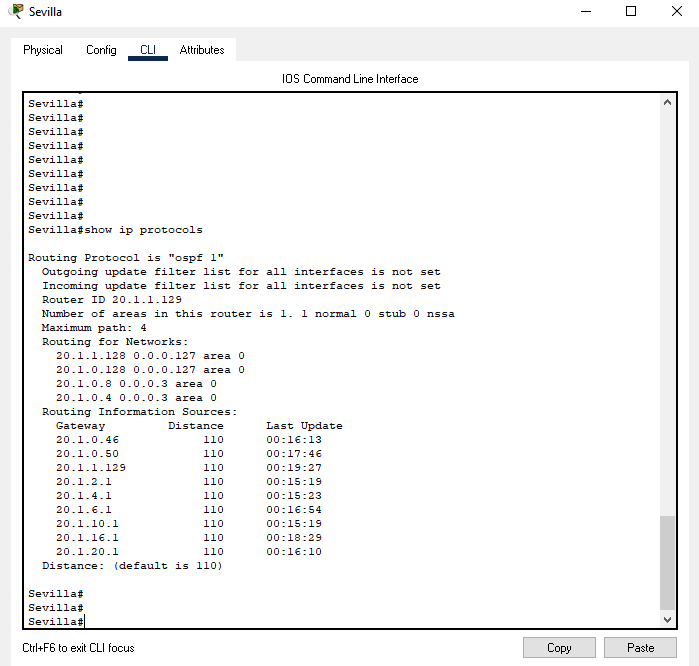 Sevilla
Physical Config CLI Attributes
IOS Command Line Interface
Sevilla#
Sevilla#
Sevilla#
Sevilla#
Sevilla#
Sevilla#
Sevilla#
Sevilla#
Sevilla#
Sevilla#show ip protocols
Routing Protocol is "ospf 1"
Outgoing update filter list for all interfaces is not set
Incoming update filter list for all interfaces is not set
Router ID 20.1.1.129
Number of areas in this router is 1. 1 normal 0 stub 0 nssa
Maximum path: 4
Routing for Networks:
20.1.1.128 0.0.0.127 area 0
20.1.0.128 0.0.0.127 area 0
20.1.0.8 0.0.0.3 area 0
20.1.0.4 0.0.0.3 area 0
Routing Information Sources:
Gateway Distance Last Update
20.1.0.46 110 00:16:13
20.1.0.50 110 00:17:46
20.1.1.129 110 00:19:27
20.1.2.1 110 00:15:19
20.1.4.1 110 00:15:23
20.1.6.1 110 00:16:54
20.1.10.1 110 00:15:19
20.1.16.1 110 00:18:29
20.1.20.1 110 00:16:10
Distance: (default is 110)
Sevilla#
Sevilla#
Sevilla#
Ctrl+F6 to exit CLI focus
Copy Paste